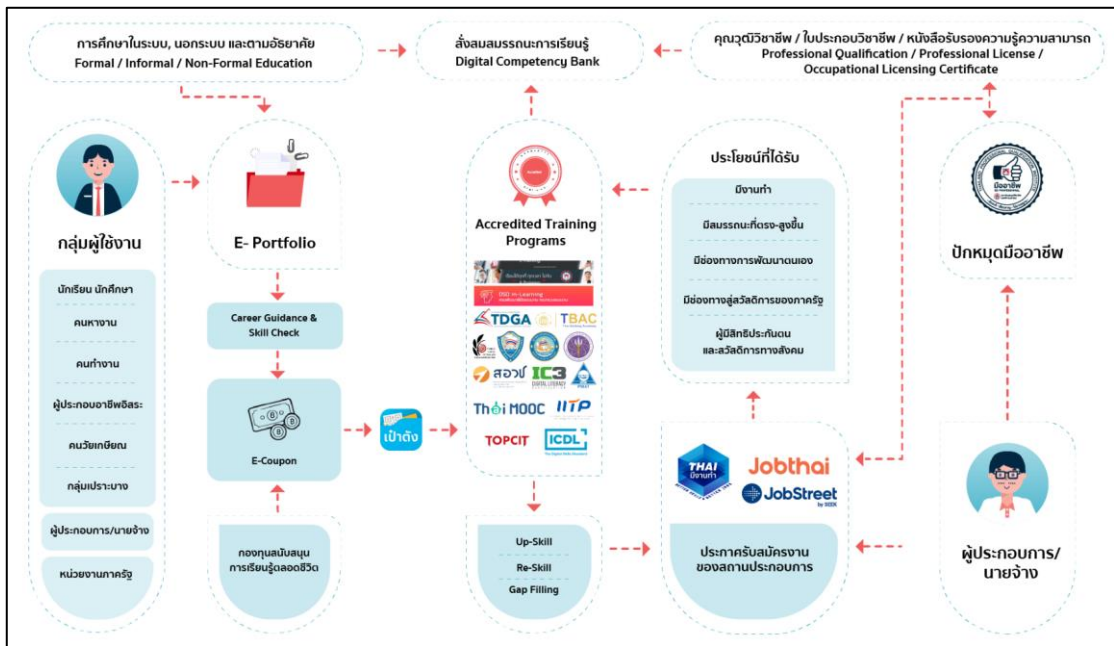 การศึกษาในระบบ, นอกระบบ และตามอัธยาศัย
Formal / Informal / Non-Formal Education
สั่งสมสมรรถนะการเรียนรู้
Digital Competency Bank
คุณวุฒิวิชาชีพ / ใบประกอบวิชาชีพ / หนังสือรับรองความรู้ความสามารถ
Professional Qualification / Professional License /
Occupational Licensing Certificate
กลุ่มผู้ใช้งาน
นักเรียน นักศึกษา
คนหางาน
คนทำงาน
ผู้ประกอบอาชีพอิสระ
คนวัยเกษียณ
กลุ่มเปราะบาง
ผู้ประกอบการ/นายจ้าง
หน่วยงานภาครัฐ
E- Portfolio
Career Guidance &
Skill Check
E-Coupon
กองทุนสนับสนุน
การเรียนรู้ตลอดชีวิต
เป๋าตัง
Accredited Training
Programs
TDGA
TBAC
สอวช
IC3
DIGITAL LITERACY
Thai MOOC
IITP
TOPCIT
ICDL
Up-Skill
Re-Skill
Gap Filling
ประโยชน์ที่ได้รับ
มีงานทำ
มีสมรรถนะที่ตรง-สูงขึ้น
มีช่องทางการพัฒนาตนเอง
มีช่องทางสู่สวัสดิการของภาครัฐ
ผู้มีสิทธิประกันตน
และสวัสดิการทางสังคม
THAI
มีงานทำ
Jobthai
JobStreet
by SEEK
ประกาศรับสมัครงาน
ของสถานประกอบการ
มืออาชีพ
ปักหมุดมืออาชีพ
ผู้ประกอบการ/
นายจ้าง